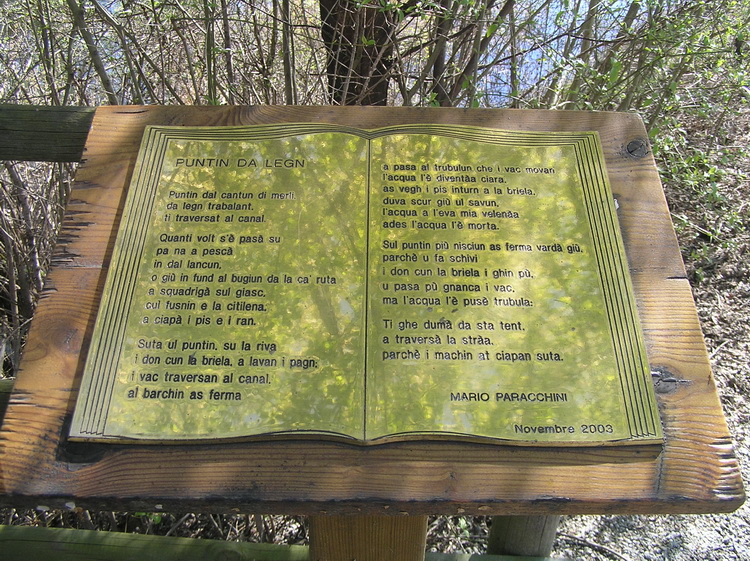 PUNTIN DA LEGN
Puntin dal cantun di merli,
da legn trabalant,
ti traversat al canal.
Quanti volt s'è pasà su
pa na a pescà
in dal lancun,
o giù in fund al bugiun da la ca' ruta
a squadrigà sul giasc,
cul fusnin e la citilena,
a ciapà i pis e i ran.
Suta ul puntin, su la riva
i don cun la briela, a lavan i pagn;
i vac traversan al canal,
al barchin as ferma
a pasa al trubulun che i vac movan
l'acqua l'è diventàa ciara,
as vegh i pis inturn a la briela,
duva scur giù ul savun,
l'acqua a l'eva mia velenàa
ades l'acqua l'è morta.
Sul puntin più nisciun as ferma vardà giù,
parchè u fa schivi
i don cun la briela i ghin pù,
u pasa pù gnanca i vac,
ma l'acqua l'è pusè trubula:
Ti ghe dumà da sta tent,
a traversà la stràa,
parchè i machin at ciapan suta.
MARIO PARACCHINI
Novembre 2003